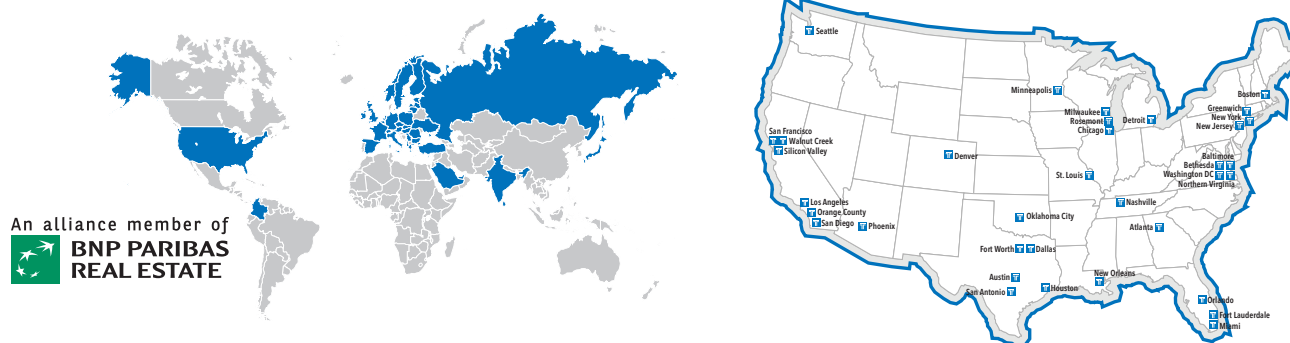 An alliance member of
BNP PARIBAS
REAL ESTATE
Seattle
Minneapolis
Milwaukee
Rosemont
Chicago
Detroit
Boston
Greenwich
New York
New Jersey
San Francisco
Walnut Creek
Silicon Valley
Denver
St. Louis
Baltimore
Bethesda
Washington DC
Northern Virginia
Los Angeles
Orange County
San Diego
Phoenix
Oklahoma City
Nashville
Atlanta
Fort Worth
Dallas
Austin
San Antonio
Houston
New Orleans
Orlando
Fort Lauderdale
Miami